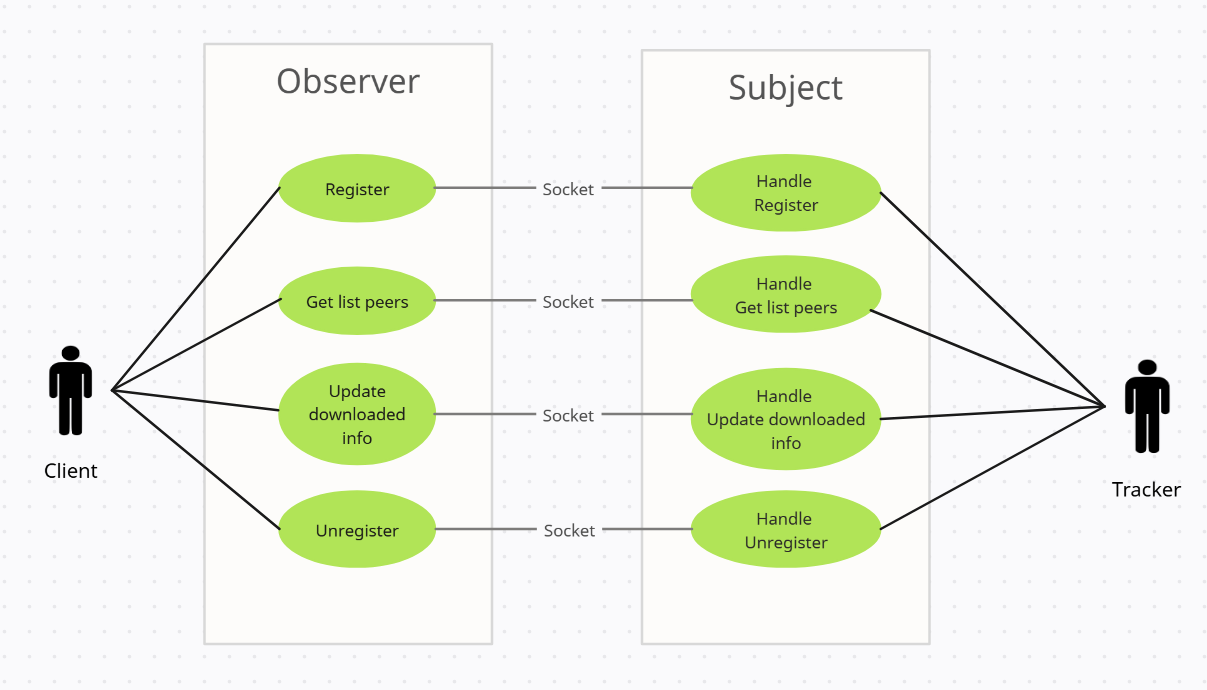 Observer
Subject
Register
Socket
Handle
Register
Get list peers
Socket
Handle
Get list peers
Update
downloaded
info
Socket
Handle
Update downloaded
info
Unregister
Socket
Handle
Unregister
Client
Tracker